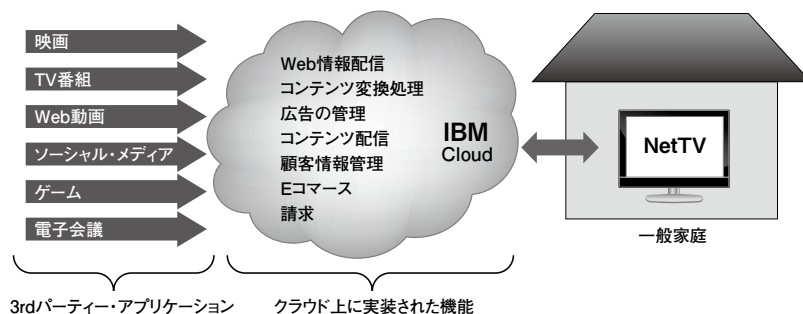 映画
TV番組
Web動画
ソーシャル・メディア
ゲーム
電子会議
3rdパーティー・アプリケーション
Web情報配信
コンテンツ変換処理
広告の管理
コンテンツ配信
顧客情報管理
Eコマース
請求
IBM
Cloud
クラウド上に実装された機能
NetTV
一般家庭